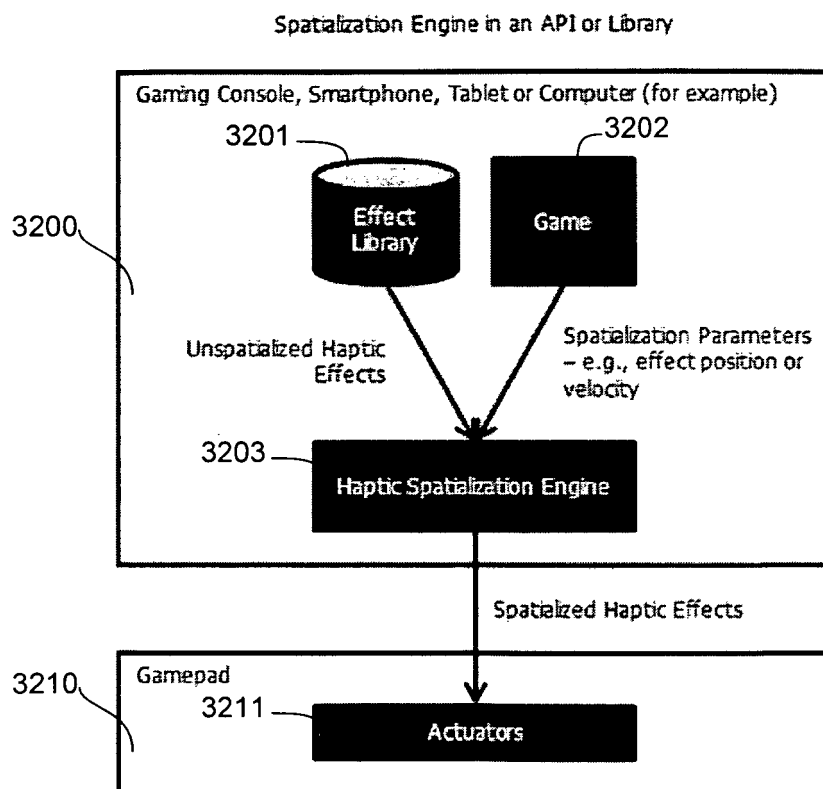 Spatialization Engine in an API or Library
Gaming Console, Smartphone, Tablet or Computer (for example)
3201
3202
3200
Effect
Library
Game
Unspatialized Haptic
Effects
Spatialization Parameters
– e.g., effect position or
velocity
3203
Haptic Spatialization Engine
Spatialized Haptic Effects
3210
Gamepad
3211
Actuators